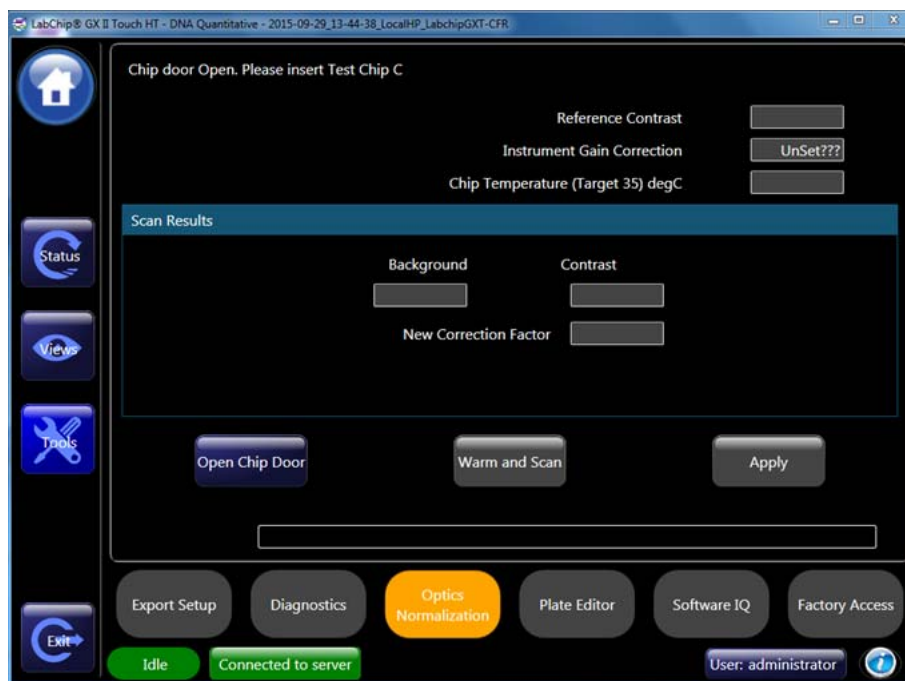 LabChip® GX II Touch HT - DNA Quantitative - 2015-09-29_13-44-38_LocalHP_LabchipGXT-CFR
Chip door Open. Please insert Test Chip C
Reference Contrast
Instrument Gain Correction UnSet???
Chip Temperature (Target 35) degC
Scan Results
Status
Background Contrast
New Correction Factor
Views
Tools
Open Chip Door Warm and Scan Apply
Export Setup Diagnostics Optics Normalization Plate Editor Software IQ Factory Access
Exit
Idle Connected to server User: administrator